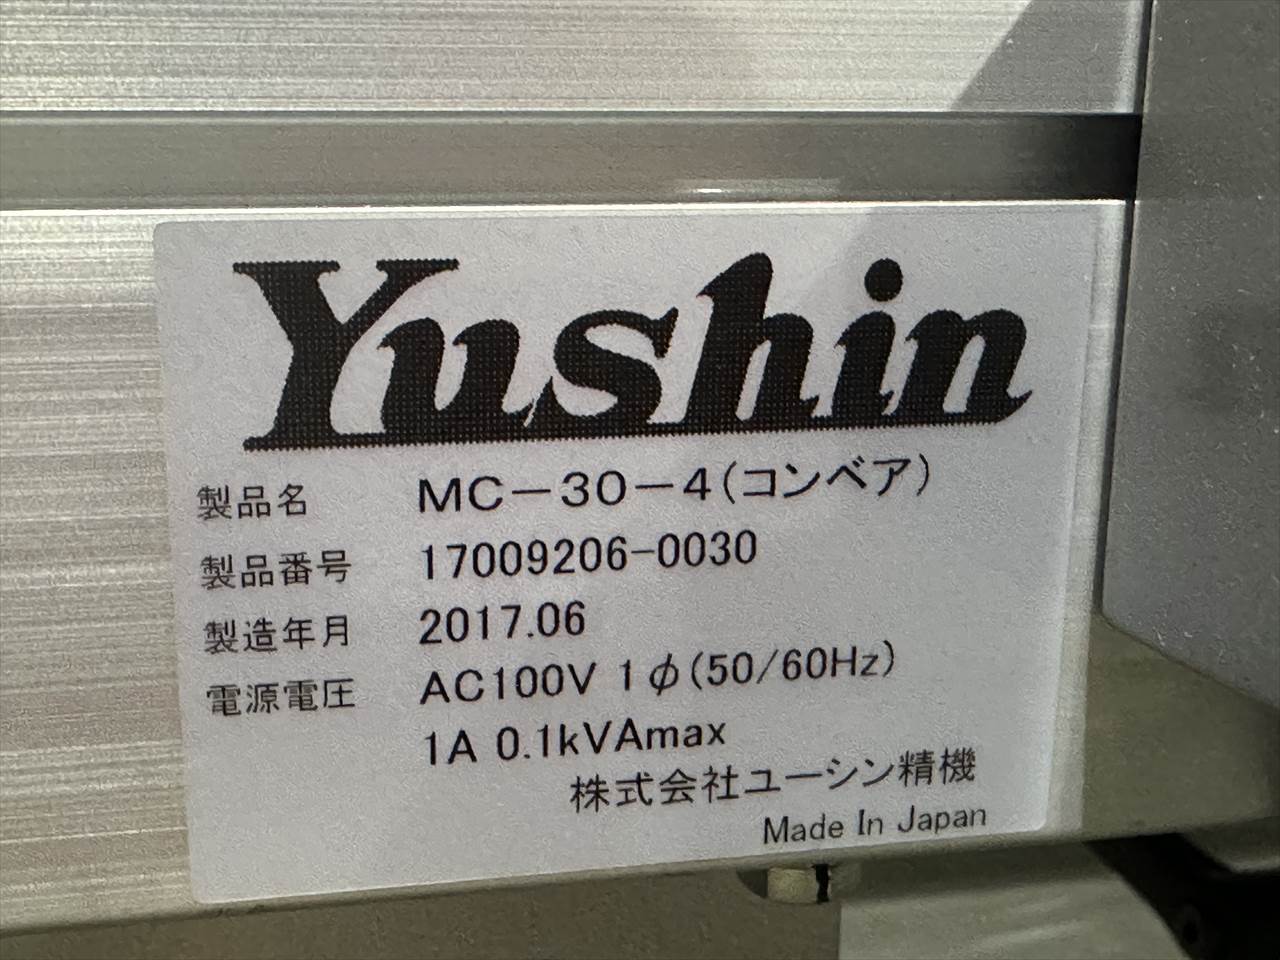 Yushin
製品名 MC-30-4(コンベア)
製品番号 17009206-0030
製造年月 2017.06
電源電圧 AC100V 1φ(50/60Hz)
1A 0.1kVAmax
株式会社ユーシン精機
Made In Japan